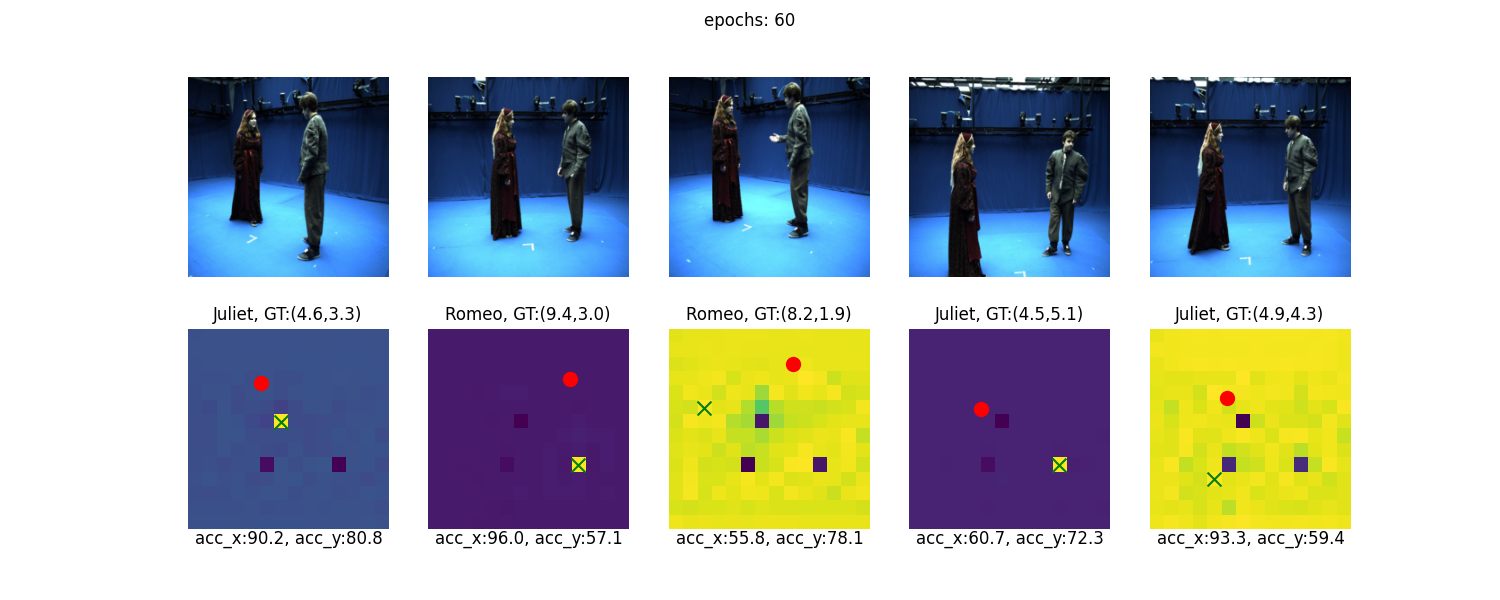 epochs: 60
Juliet, GT:(4.6,3.3)
Romeo, GT:(9.4,3.0)
Romeo, GT:(8.2,1.9)
Juliet, GT:(4.5,5.1)
Juliet, GT:(4.9,4.3)
acc_x:90.2, acc_y:80.8
acc_x:96.0, acc_y:57.1
acc_x:55.8, acc_y:78.1
acc_x:60.7, acc_y:72.3
acc_x:93.3, acc_y:59.4